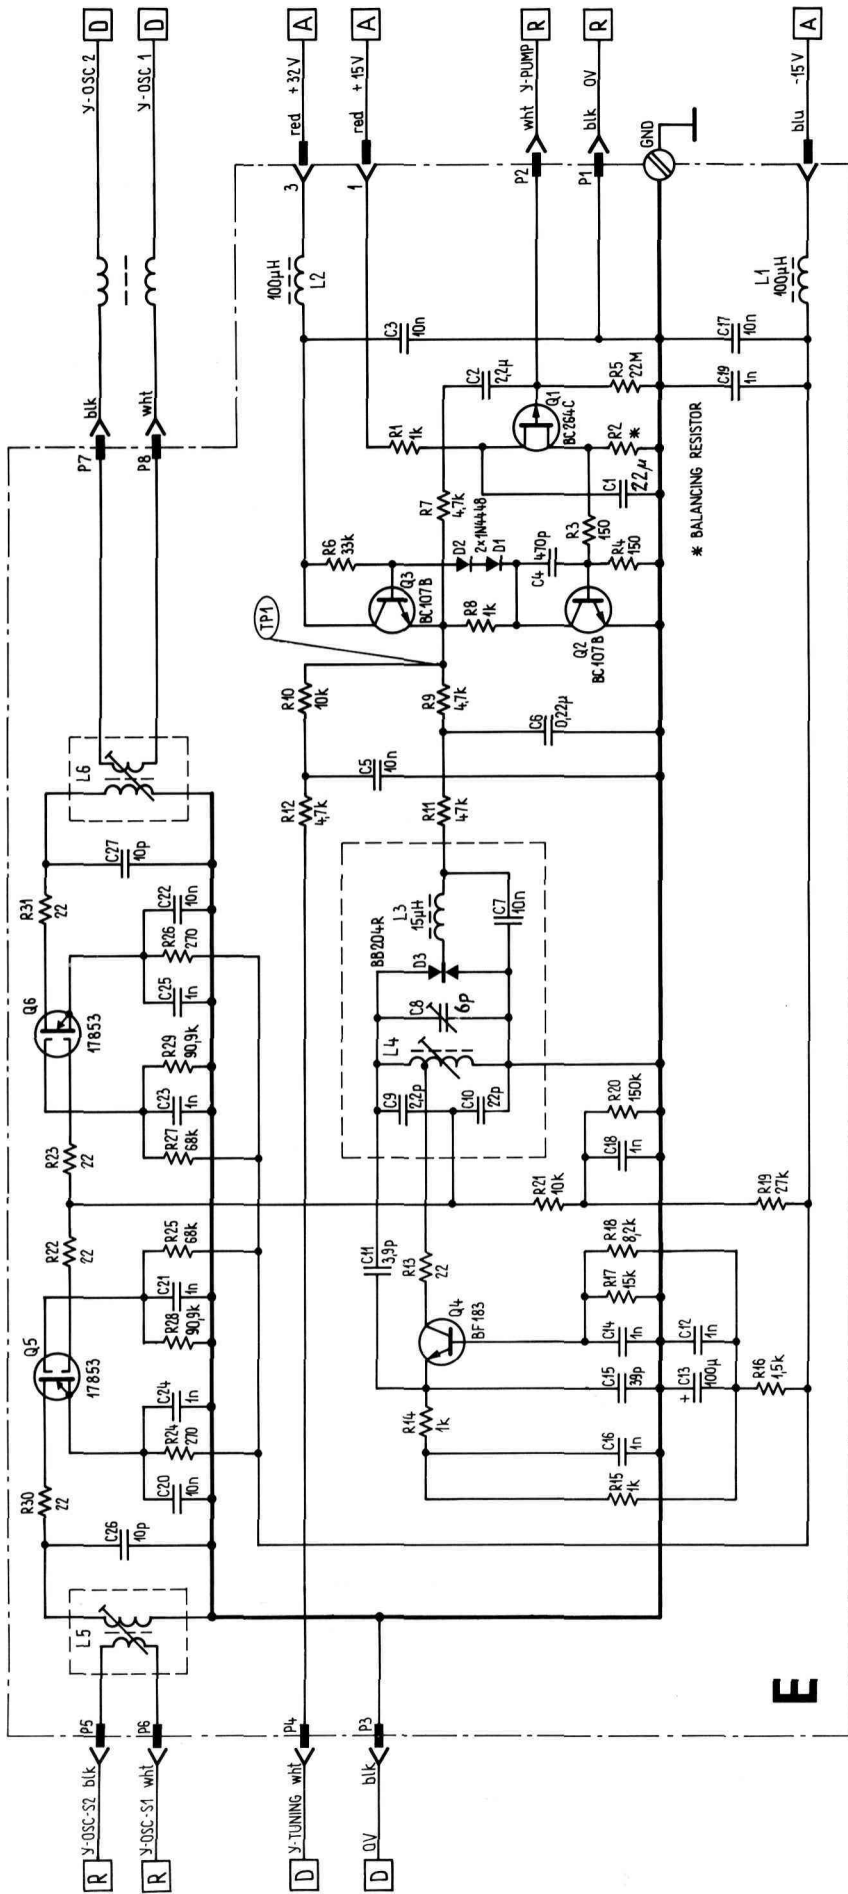 D
Y-OSC 2
D
Y-OSC 1
A
red +32V
A
red +15V
R
wht Y-PUMP
R
blk 0V
A
blu -15V
GND
3
1
P2
P1
100µH
L2
L1
100µH
blk
wht
P7
P8
C3
10n
C17
10n
C2
2,2µ
R5
22M
C19
1n
Q1
BC264C
R1
1k
R2
*
C1
22µ
* BALANCING RESISTOR
R7
4,7k
R6
33k
D2
2x1N4448
D1
R3
150
C4
470p
R4
150
Q3
BC107B
R8
1k
Q2
BC107B
TP1
R10
10k
R9
4,7k
C6
0,22µ
C5
10n
R12
4,7k
R11
47k
L6
C27
10p
R31
22
C22
10n
R26
270
C25
1n
Q6
17853
R29
90,9k
C23
1n
R27
68k
R23
22
BB204R
L3
15µH
C7
10n
D3
C8
6p
L4
C9
2,2p
C10
22p
R20
150k
C18
1n
R21
10k
R19
27k
R22
22
R25
68k
C21
1n
R28
90,9k
Q5
17853
C24
1n
R24
270
C20
10n
R30
22
C26
10p
L5
C11
3,9p
R13
22
Q4
BF183
R18
8,2k
R17
15k
C14
1n
C12
1n
C15
39p
+
C13
100µ
R16
1,5k
R14
1k
C16
1n
R15
1k
E
P5
P6
P4
P3
R
Y-OSC-S2 blk
R
Y-OSC-S1 wht
D
Y-TUNING wht
D
0V blk